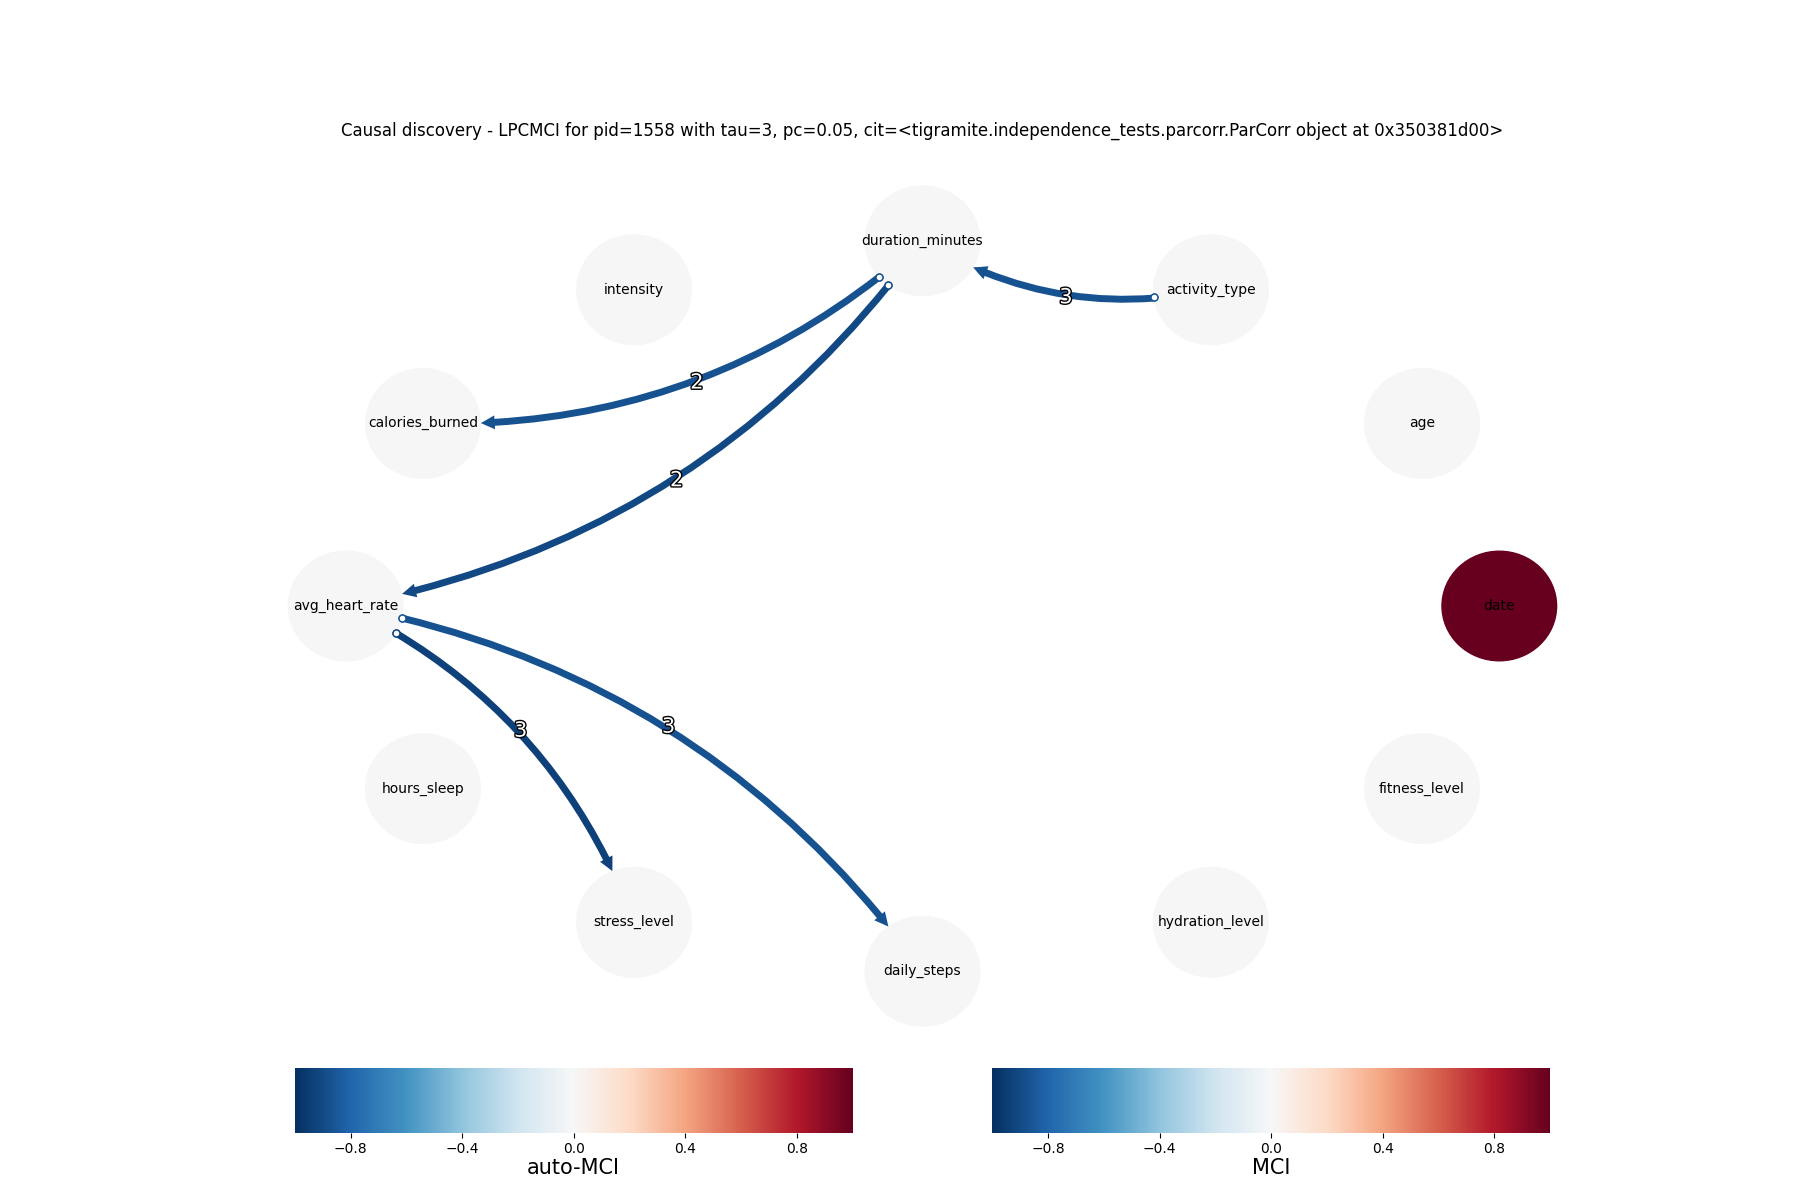 Causal discovery - LPCMCI for pid=1558 with tau=3, pc=0.05, cit=<tigramite.independence_tests.parcorr.ParCorr object at 0x350381d00>
duration_minutes
intensity
activity_type
3
2
calories_burned
age
2
avg_heart_rate
date
3
3
hours_sleep
fitness_level
stress_level
hydration_level
daily_steps
−0.8 −0.4 0.0 0.4 0.8
auto-MCI
−0.8 −0.4 0.0 0.4 0.8
MCI